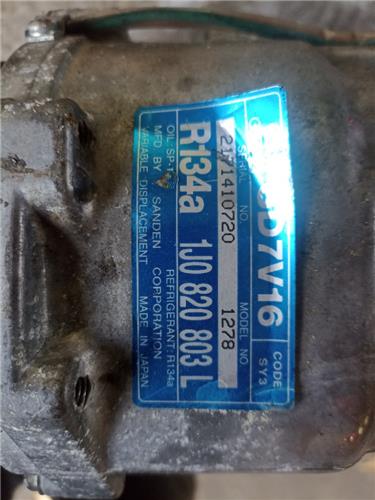 SD7V16 CODE SY3
SERIAL NO. MODEL NO.
2171410720 1278
R134a 1J0 820 803 L
OIL SP-10 REFRIGERANT R134a
MFD BY SANDEN CORPORATION
VARIABLE DISPLACEMENT MADE IN JAPAN